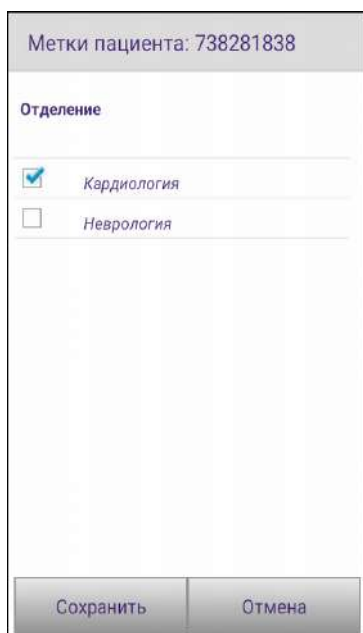 Метки пациента: 738281838
Отделение
Кардиология
Неврология
Сохранить Отмена